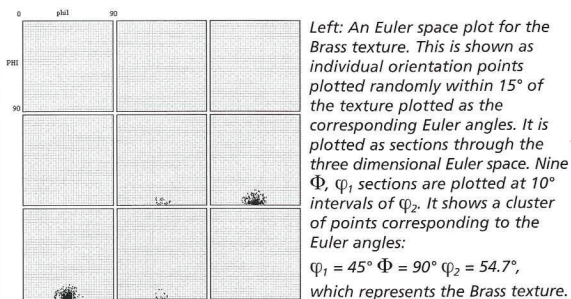 0 phi1 90
PHI
90
Left: An Euler space plot for the
Brass texture. This is shown as
individual orientation points
plotted randomly within 15° of
the texture plotted as the
corresponding Euler angles. It is
plotted as sections through the
three dimensional Euler space. Nine
Φ, φ₁ sections are plotted at 10°
intervals of φ₂. It shows a cluster
of points corresponding to the
Euler angles:
φ₁ = 45° Φ = 90° φ₂ = 54.7°,
which represents the Brass texture.